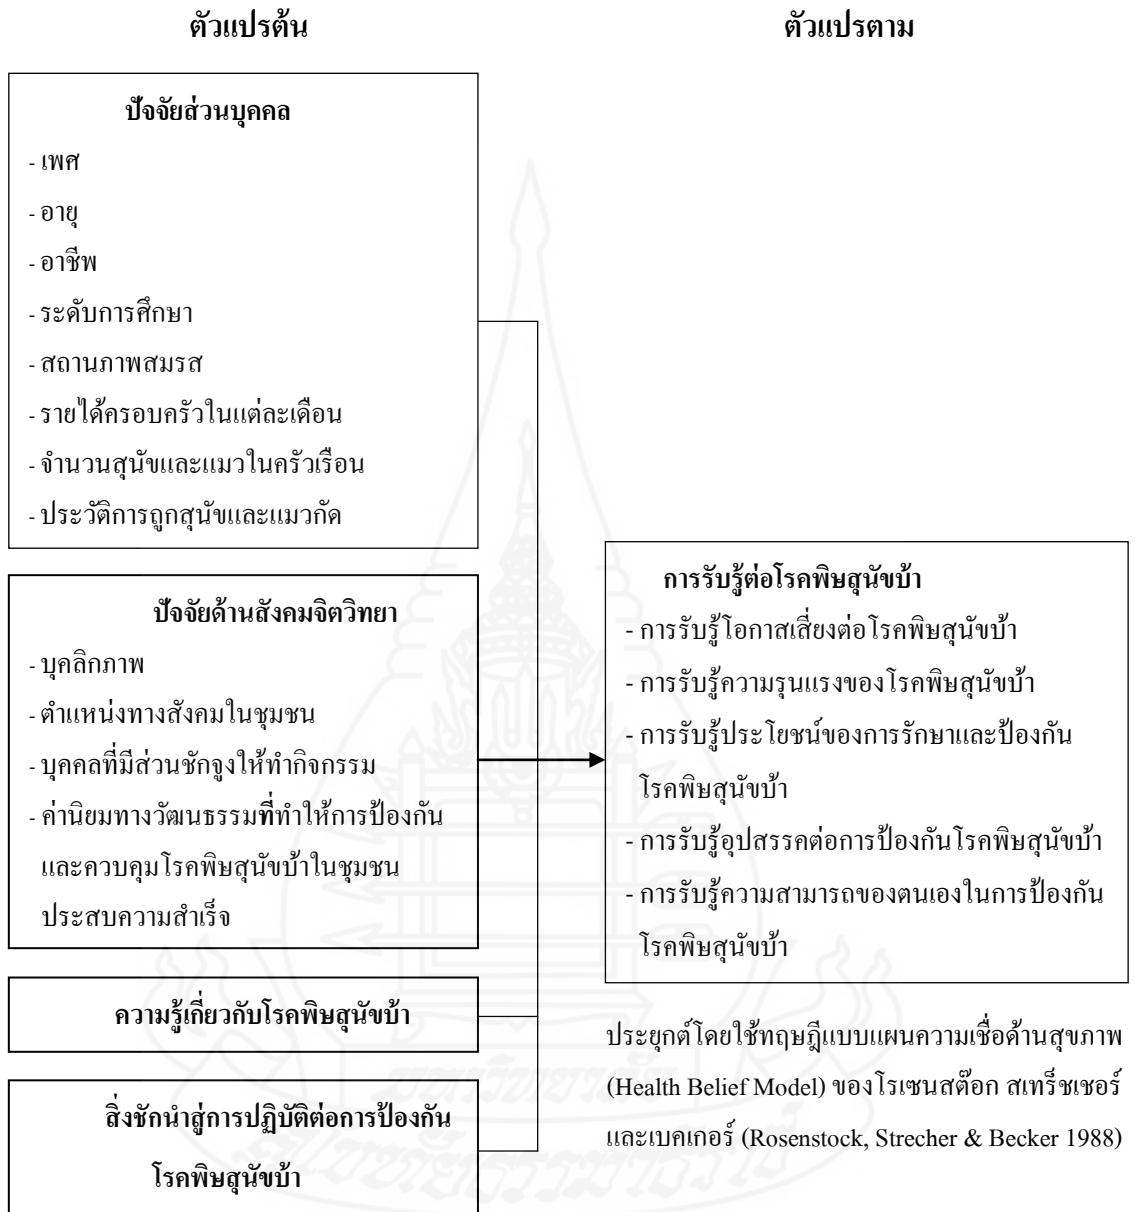 ตัวแปรต้น
ตัวแปรตาม
ปัจจัยส่วนบุคคล
- เพศ
- อายุ
- อาชีพ
- ระดับการศึกษา
- สถานภาพสมรส
- รายได้ครอบครัวในแต่ละเดือน
- จำนวนสุนัขและแมวในครัวเรือน
- ประวัติการถูกสุนัขและแมวกัด
ปัจจัยด้านสังคมจิตวิทยา
- บุคลิกภาพ
- ตำแหน่งทางสังคมในชุมชน
- บุคคลที่มีส่วนชักจูงให้ทำกิจกรรม
- ค่านิยมทางวัฒนธรรมที่ทำให้การป้องกัน
และควบคุมโรคพิษสุนัขบ้าในชุมชน
ประสบความสำเร็จ
ความรู้เกี่ยวกับโรคพิษสุนัขบ้า
สิ่งชักนำสู่การปฏิบัติต่อการป้องกัน
โรคพิษสุนัขบ้า
การรับรู้ต่อโรคพิษสุนัขบ้า
- การรับรู้โอกาสเสี่ยงต่อโรคพิษสุนัขบ้า
- การรับรู้ความรุนแรงของโรคพิษสุนัขบ้า
- การรับรู้ประโยชน์ของการรักษาและป้องกัน
โรคพิษสุนัขบ้า
- การรับรู้อุปสรรคต่อการป้องกันโรคพิษสุนัขบ้า
- การรับรู้ความสามารถของตนเองในการป้องกัน
โรคพิษสุนัขบ้า
ประยุกต์โดยใช้ทฤษฎีแบบแผนความเชื่อด้านสุขภาพ
(Health Belief Model) ของโรเซนสต๊อก สเทร็ชเชอร์
และเบคเกอร์ (Rosenstock, Strecher & Becker 1988)
มหาวิทยาลัย
สุโขทัยธรรมาธิราช